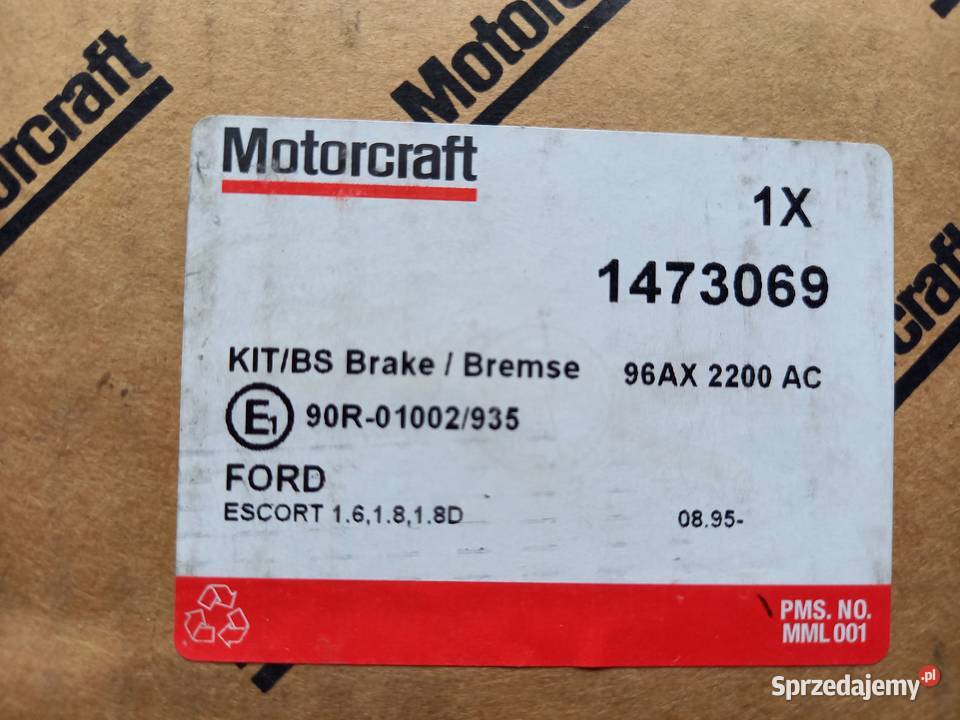 Motorcraft
Motorcraft
1X
1473069
KIT/BS Brake / Bremse 96AX 2200 AC
E1 90R-01002/935
FORD
ESCORT 1.6,1.8,1.8D 08.95-
PMS. NO.
MML 001
Sprzedajemy.pl